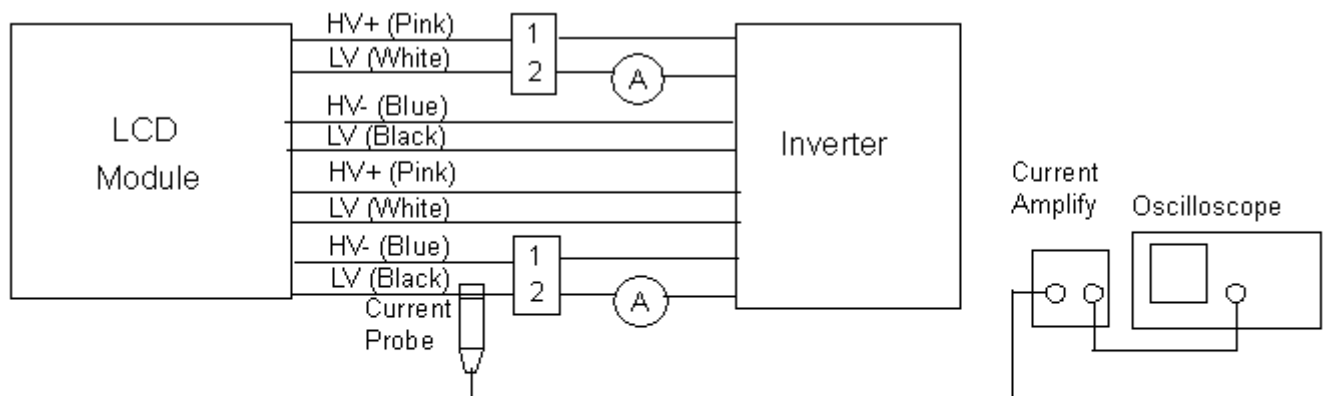 LCD
Module
HV+ (Pink)
LV (White)
HV- (Blue)
LV (Black)
HV+ (Pink)
LV (White)
HV- (Blue)
LV (Black)
Current
Probe
1
2
A
1
2
A
Inverter
Current
Amplify
Oscilloscope